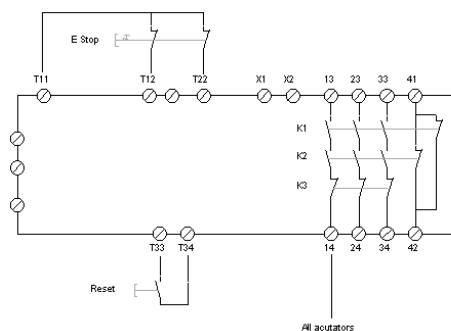 E Stop
T11 T12 T22 X1 X2 13 23 33 41
K1
K2
K3
T33 T34 14 24 34 42
Reset
All acutators